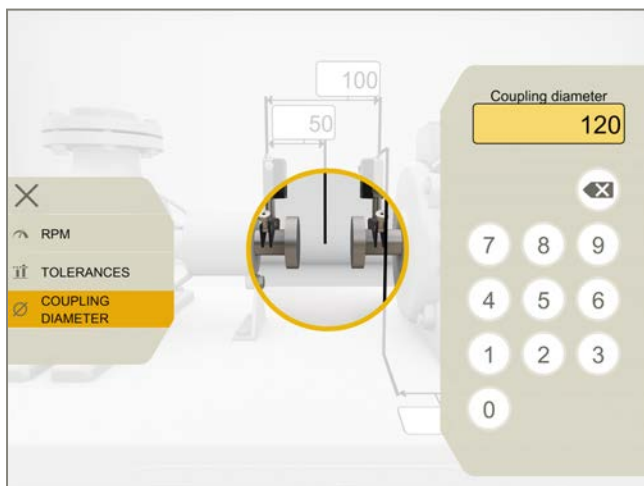 100
50
RPM
TOLERANCES
COUPLING
DIAMETER
Coupling diameter
120
7 8 9
4 5 6
1 2 3
0